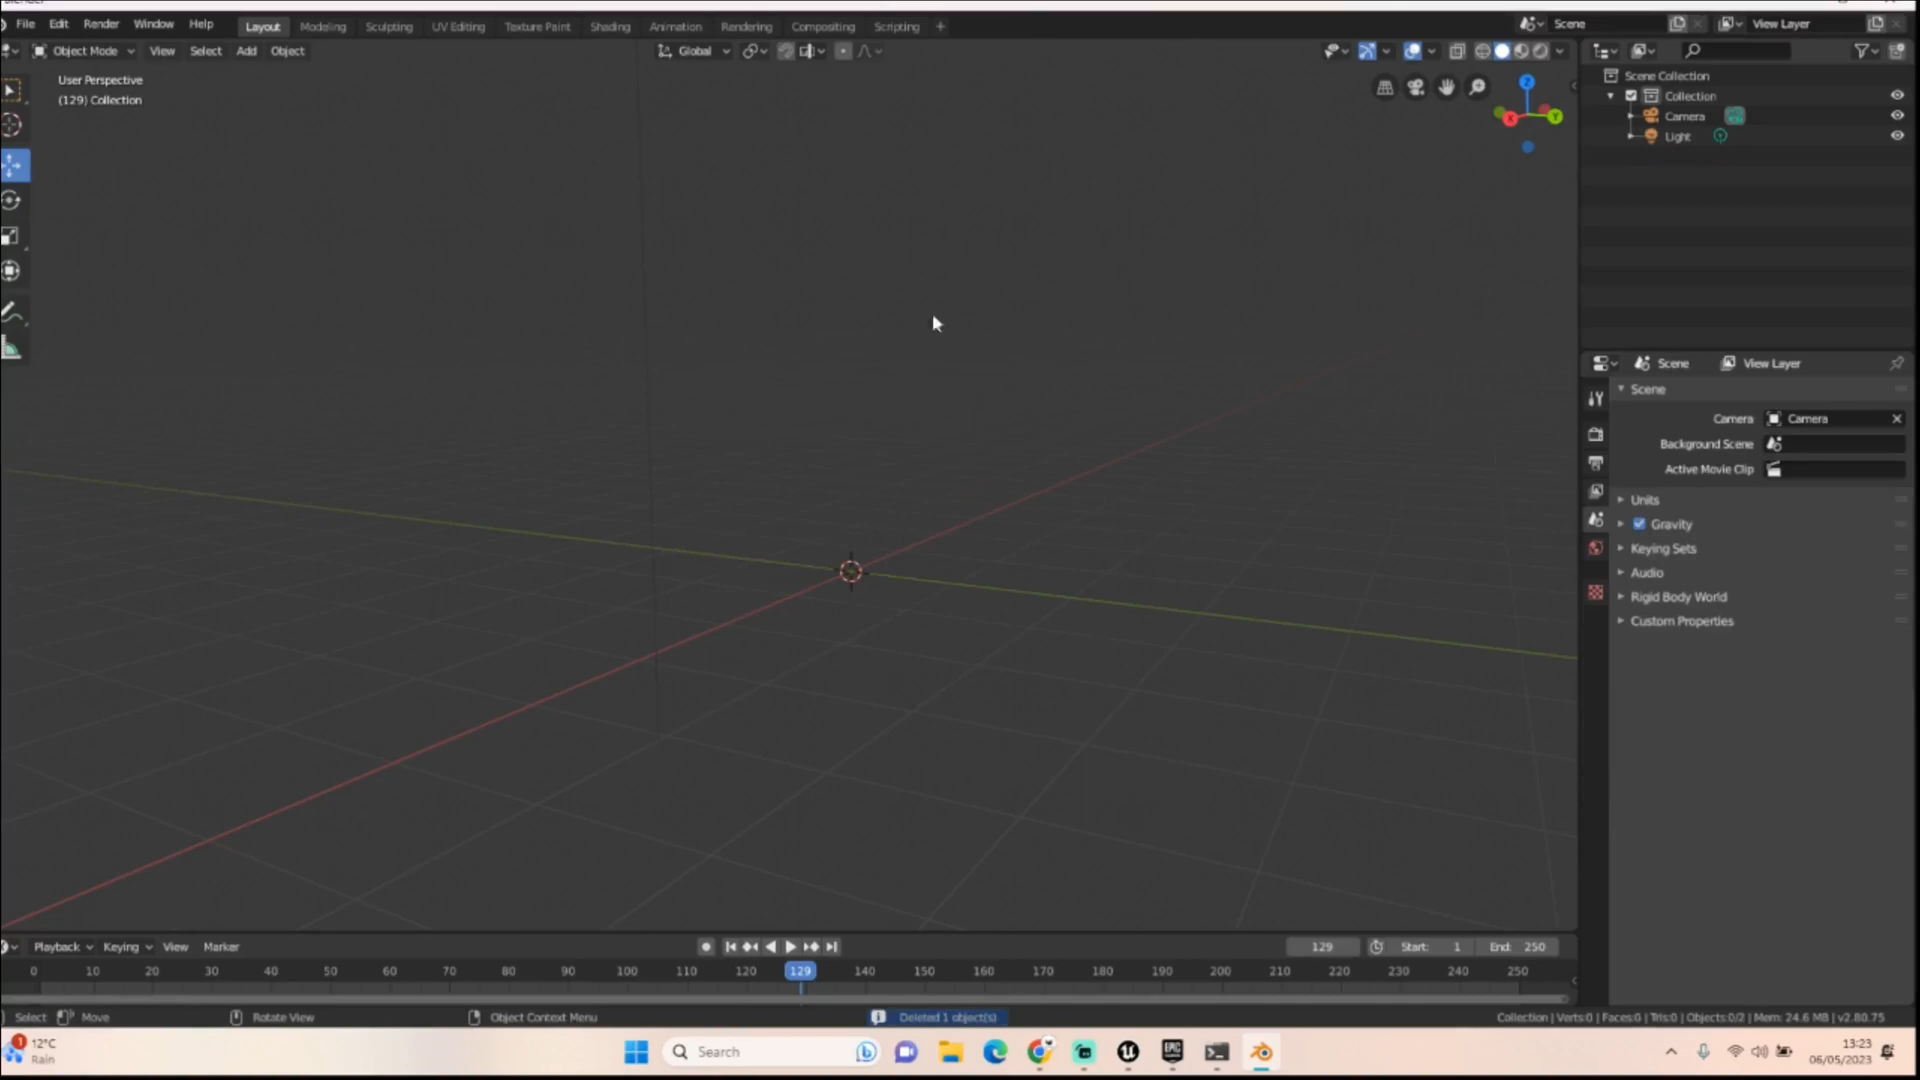 File Edit Render Window Help Layout Modeling Sculpting UV Editing Texture Paint Shading Animation Rendering Compositing Scripting + Scene View Layer
Object Mode View Select Add Object Global
User Perspective
(129) Collection
Z
X Y
Scene Collection
Collection
Camera
Light
Scene View Layer
Scene
Camera Camera
Background Scene
Active Movie Clip
Units
Gravity
Keying Sets
Audio
Rigid Body World
Custom Properties
Playback Keying View Marker 129 Start: 1 End: 250
0 10 20 30 40 50 60 70 80 90 100 110 120 129 140 150 160 170 180 190 200 210 220 230 240 250
Select Move Rotate View Object Context Menu Deleted 1 object(s) Collection | Verts:0 | Faces:0 | Tris:0 | Objects:0/2 | Mem: 24.6 MB | v2.80.75
1 12°C
Rain
Search
EPIC
13:23
06/05/2023